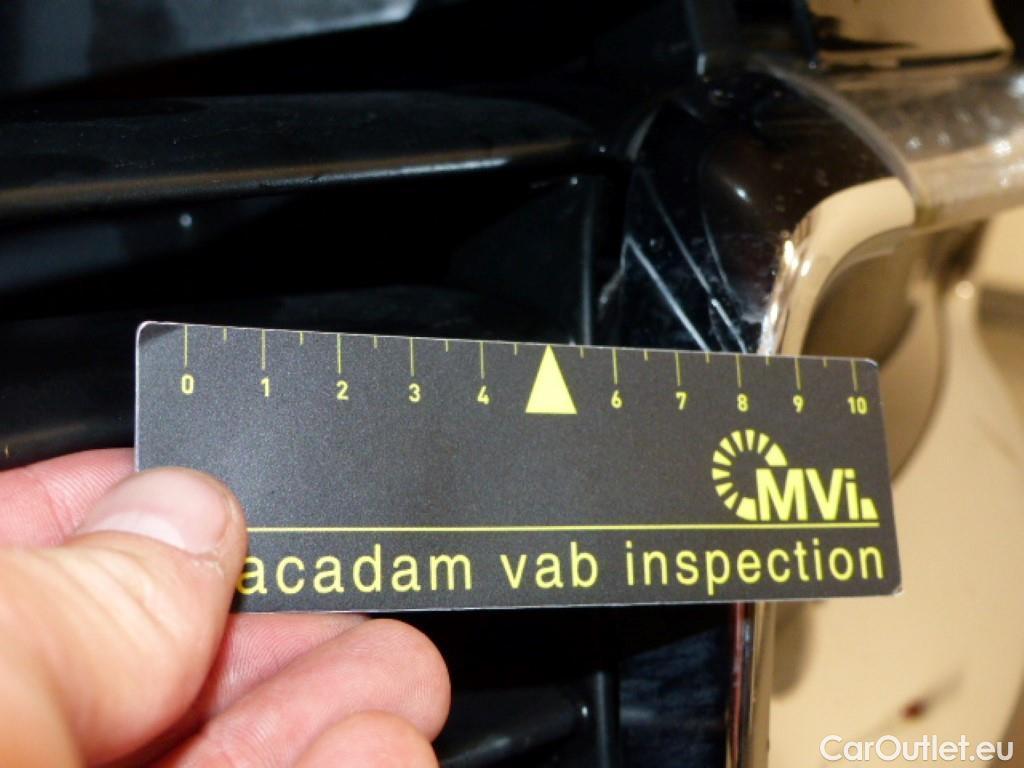 0 1 2 3 4 6 7 8 9 10
MVi
acadam vab inspection
CarOutlet.eu